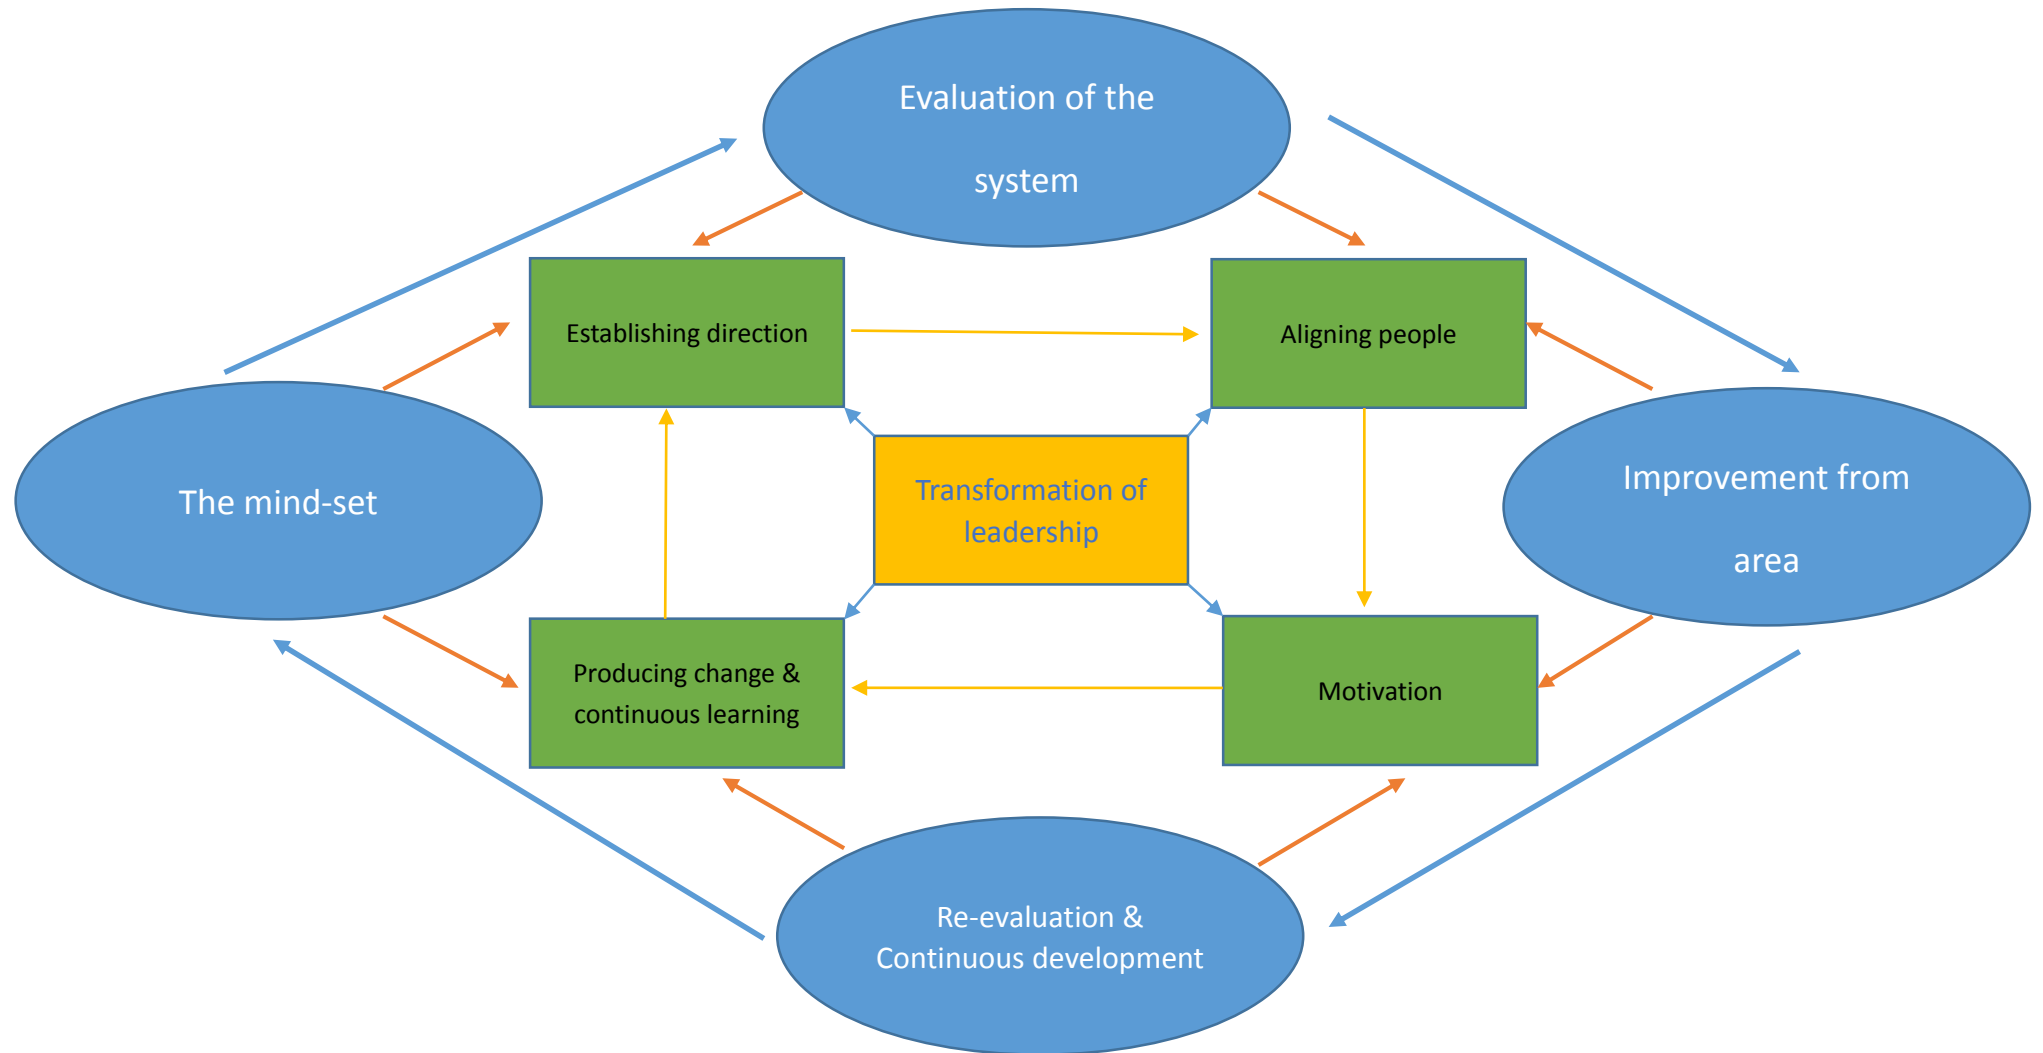 Evaluation of the
system
Establishing direction
Aligning people
The mind-set
Transformation of
leadership
Improvement from
area
Producing change &
continuous learning
Motivation
Re-evaluation &
Continuous development